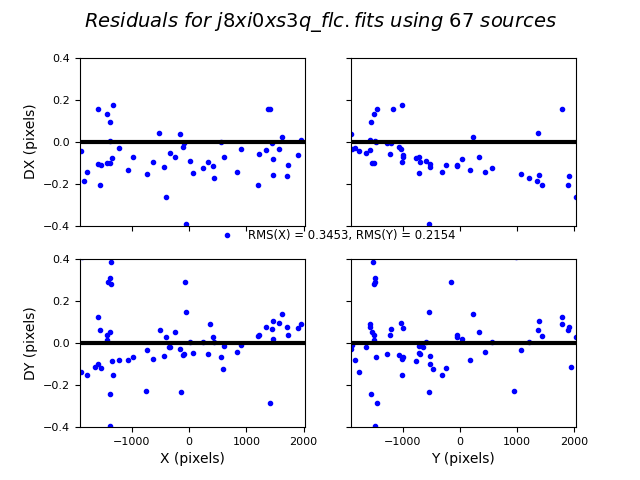 Residuals for j8xi0xs3q_flc.fits using 67 sources
0.4
0.2
0.0
−0.2
−0.4
DX (pixels)
RMS(X) = 0.3453, RMS(Y) = 0.2154
0.4
0.2
0.0
−0.2
−0.4
DY (pixels)
−1000 0 1000 2000
−1000 0 1000 2000
X (pixels)
Y (pixels)